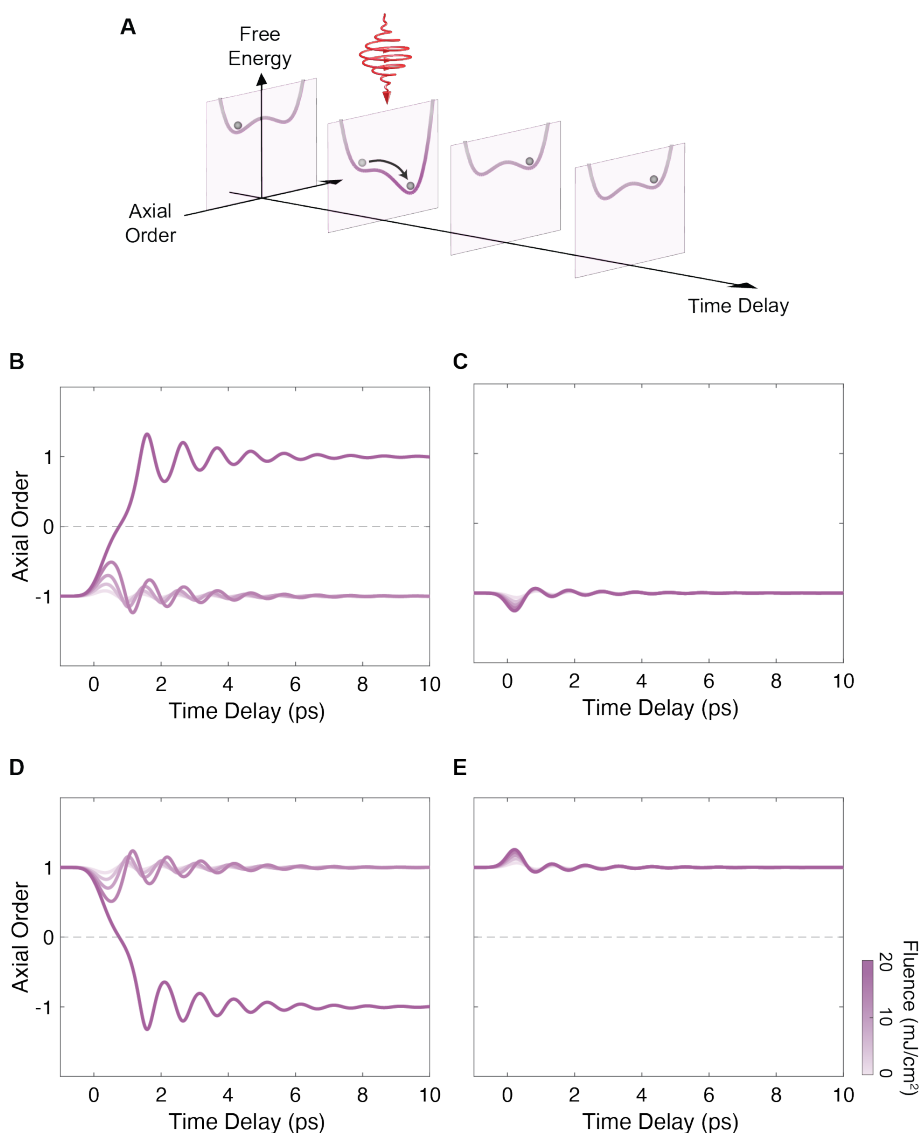 A
Free
Energy
Axial
Order
Time Delay
B
C
1
0
-1
Axial Order
0 2 4 6 8 10
Time Delay (ps)
0 2 4 6 8 10
Time Delay (ps)
D
E
1
0
-1
Axial Order
0 2 4 6 8 10
Time Delay (ps)
0 2 4 6 8 10
Time Delay (ps)
20
10
0
Fluence (mJ/cm²)